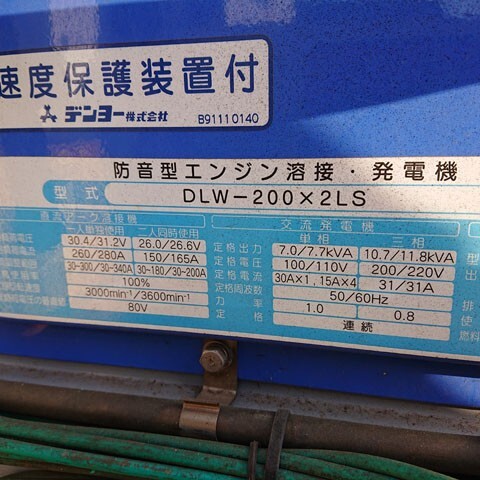 速度保護装置付
デンヨー株式会社
B91110140
防音型エンジン溶接・発電機
型式 DLW-200×2LS
直流アーク溶接機 交流発電機
一人単独使用 二人同時使用 単相 三相
30.4/31.2V 26.0/26.6V 定格出力 7.0/7.7kVA 10.7/11.8kVA
260/280A 150/165A 定格電圧 100/110V 200/220V
30-300/30-340A 30-180/30-200A 定格電流 30A×1,15A×4 31/31A
100% 定格周波数 50/60Hz
3000min-1/3600min-1 力率 1.0 0.8
80V 定格 連続